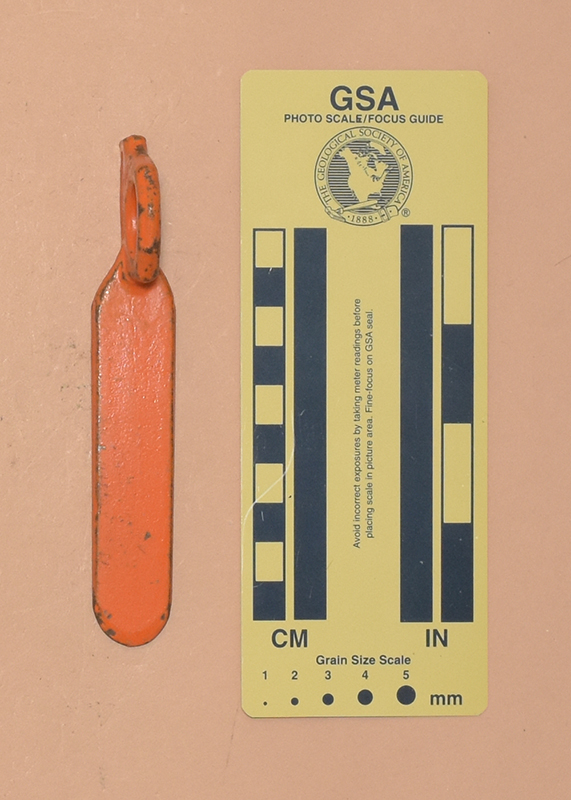 GSA
PHOTO SCALE/FOCUS GUIDE
THE GEOLOGICAL SOCIETY OF AMERICA
·1888·
®
Avoid incorrect exposures by taking meter readings before
placing scale in picture area. Fine-focus on GSA seal.
CM IN
Grain Size Scale
1 2 3 4 5
mm